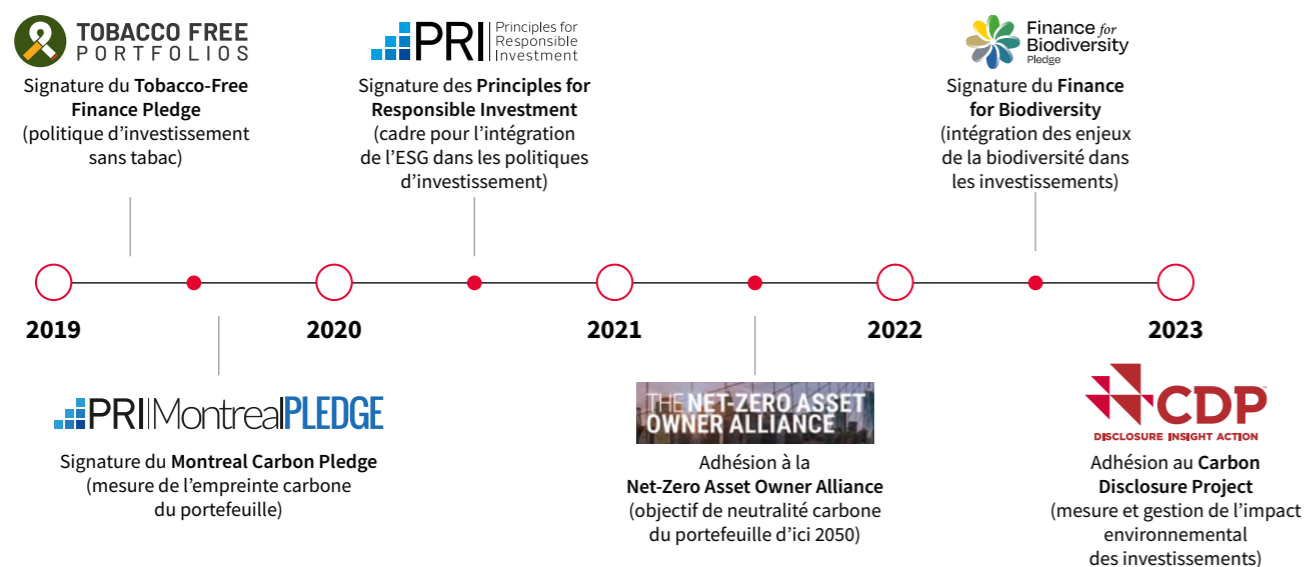 TOBACCO FREE
PORTFOLIOS
Signature du Tobacco-Free
Finance Pledge
(politique d’investissement
sans tabac)
PRI Principles for
Responsible
Investment
Signature des Principles for
Responsible Investment
(cadre pour l’intégration
de l’ESG dans les politiques
d’investissement)
Finance for
Biodiversity
Pledge
Signature du Finance
for Biodiversity
(intégration des enjeux
de la biodiversité dans
les investissements)
2019
2020
2021
2022
2023
PRI MontrealPLEDGE
Signature du Montreal Carbon Pledge
(mesure de l’empreinte carbone
du portefeuille)
THE NET-ZERO ASSET
OWNER ALLIANCE
Adhésion à la
Net-Zero Asset Owner Alliance
(objectif de neutralité carbone
du portefeuille d’ici 2050)
CDP
DISCLOSURE INSIGHT ACTION
Adhésion au Carbon
Disclosure Project
(mesure et gestion de l’impact
environnemental
des investissements)